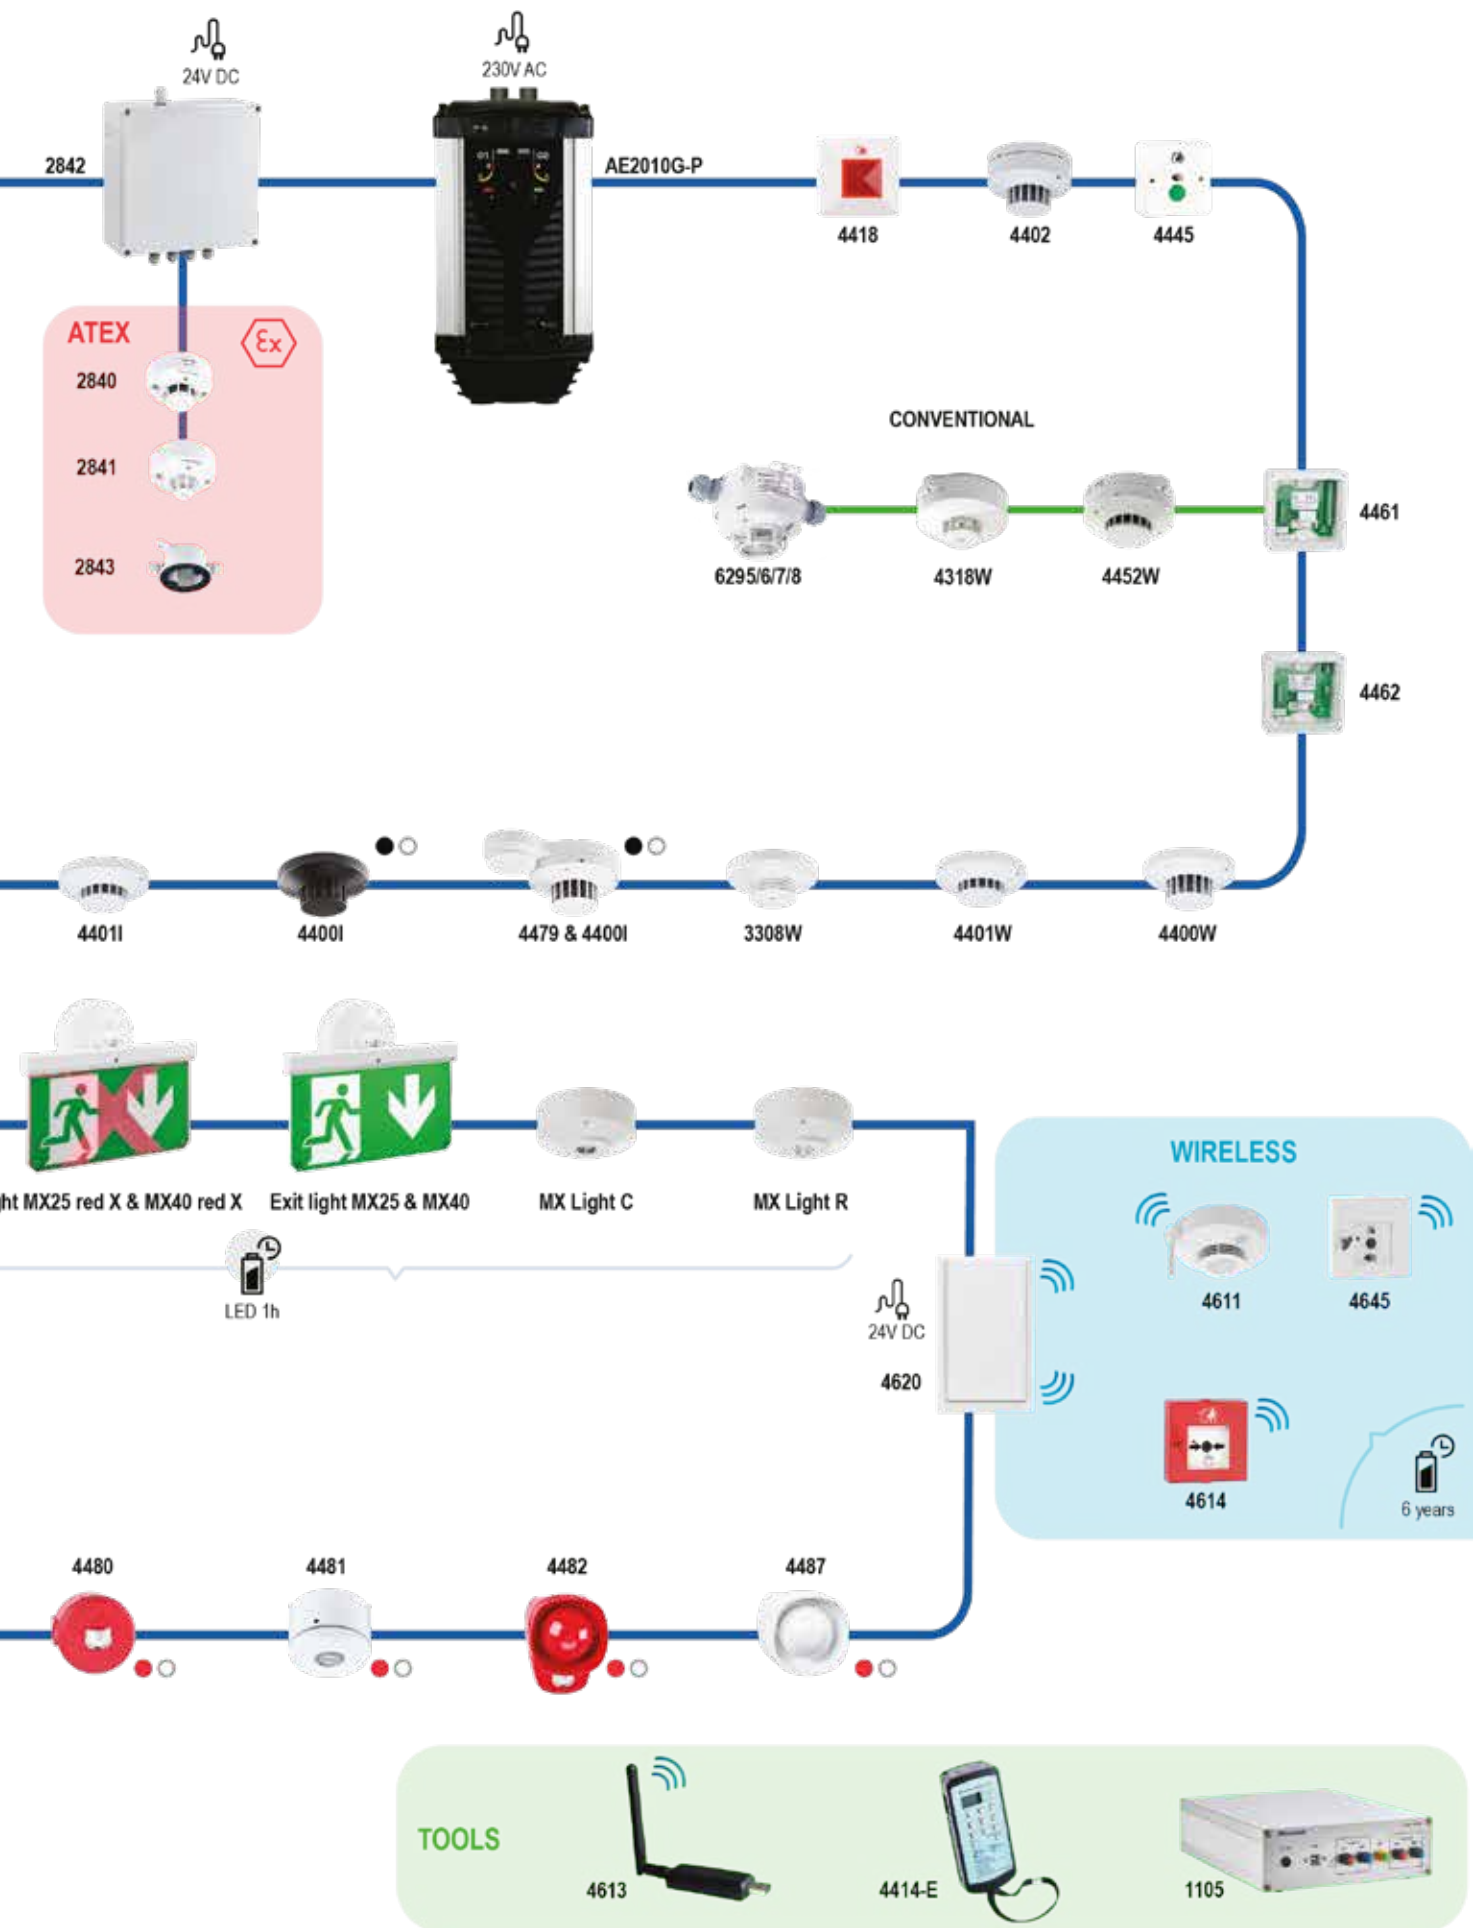 24V DC
230V AC
2842
AE2010G-P
4418
4402
4445
ATEX
Ex
2840
2841
2843
CONVENTIONAL
6295/6/7/8
4318W
4452W
4461
4462
4401I
4400I
4479 & 4400I
3308W
4401W
4400W
MX25 red X & MX40 red X
Exit light MX25 & MX40
MX Light C
MX Light R
LED 1h
WIRELESS
4611
4645
24V DC
4620
4614
6 years
4480
4481
4482
4487
TOOLS
4613
4414-E
1105